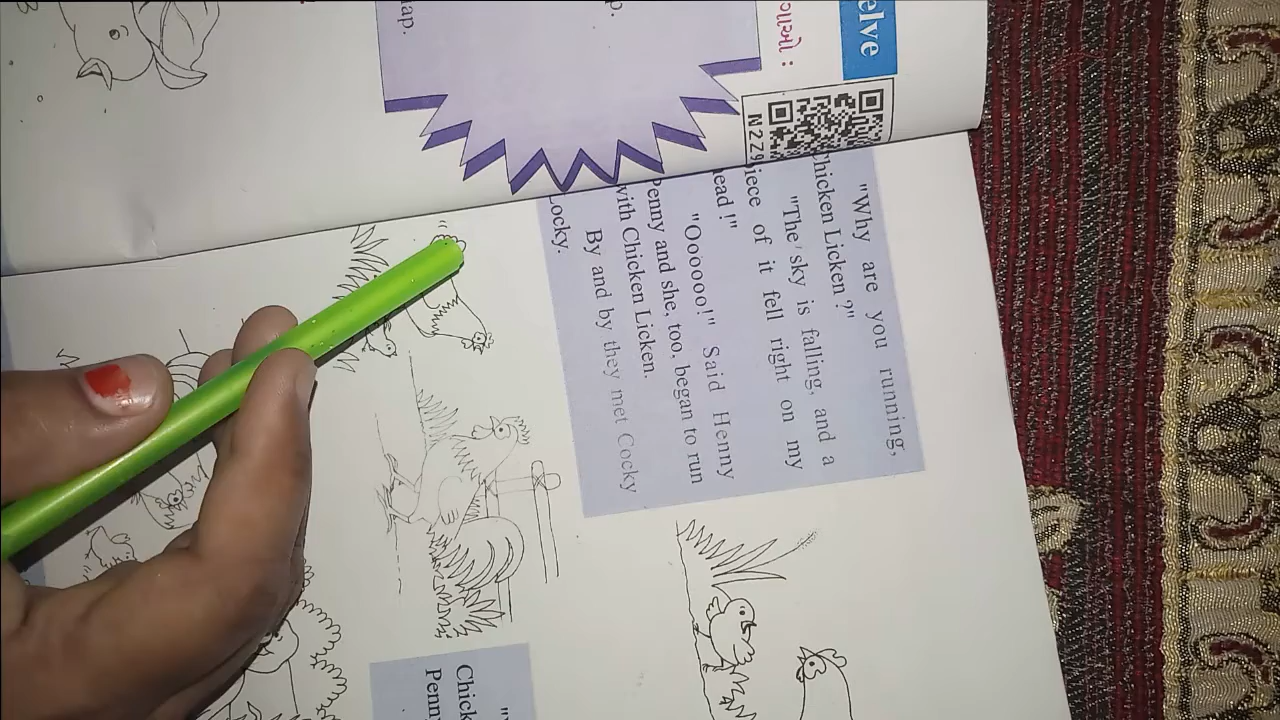 elve
ગાઓ :
N2Z9
"Why are you running,
Chicken Licken ?"
"The sky is falling, and a
piece of it fell right on my
head !"
"Oooooo!" Said Henny
Penny and she, too, began to run
with Chicken Licken.
By and by they met Cocky
Locky.
Chick
Penny